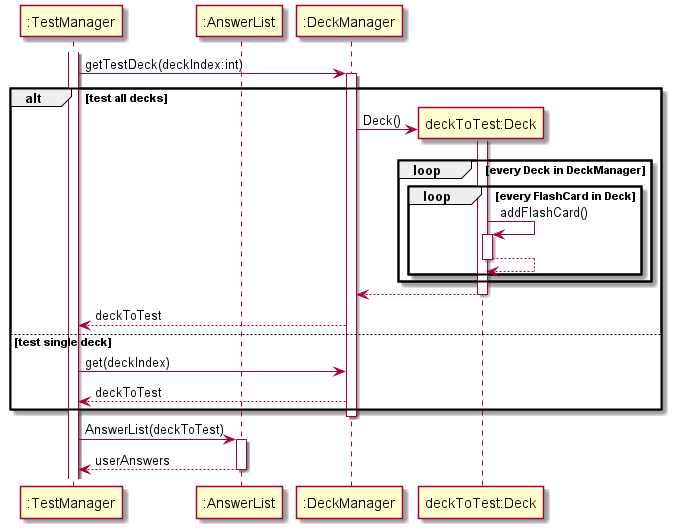 :TestManager
:AnswerList
:DeckManager
getTestDeck(deckIndex:int)
alt
[test all decks]
Deck()
deckToTest:Deck
loop
[every Deck in DeckManager]
loop
[every FlashCard in Deck]
addFlashCard()
deckToTest
[test single deck]
get(deckIndex)
deckToTest
AnswerList(deckToTest)
userAnswers
:TestManager
:AnswerList
:DeckManager
deckToTest:Deck